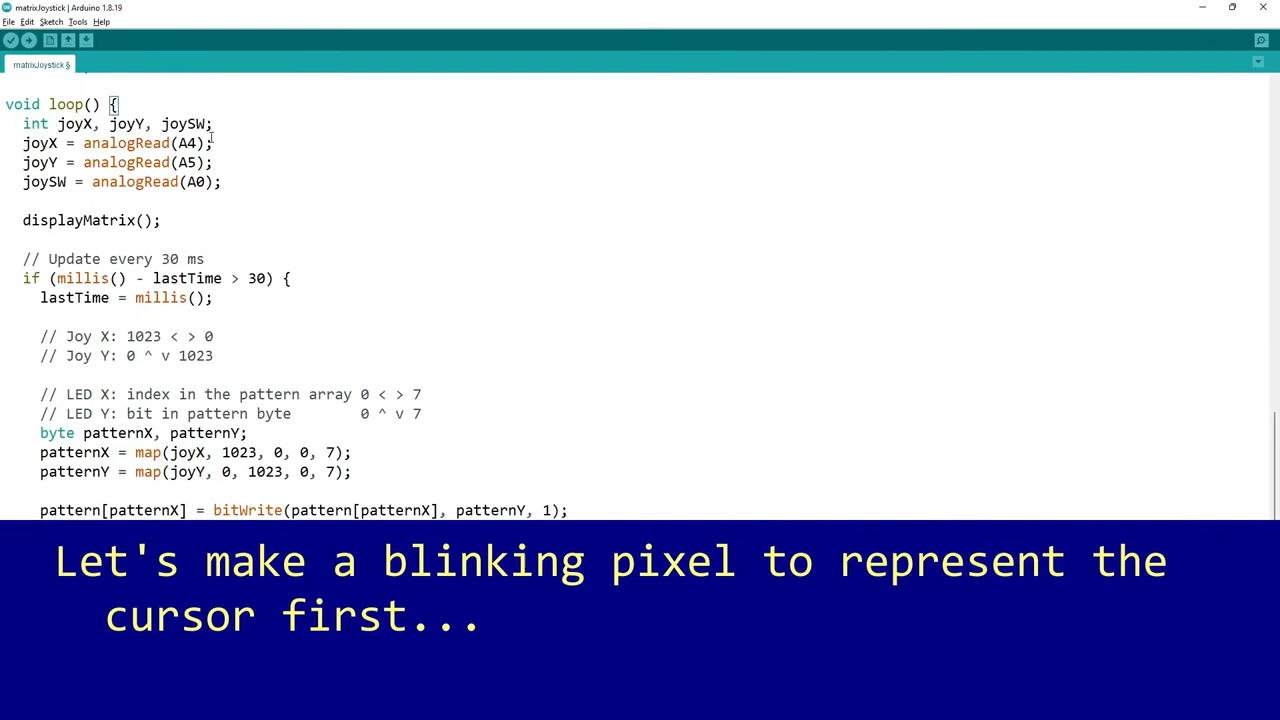 matrixJoystick | Arduino 1.8.19
File Edit Sketch Tools Help
matrixJoystick §
void loop() {
  int joyX, joyY, joySW;
  joyX = analogRead(A4);
  joyY = analogRead(A5);
  joySW = analogRead(A0);
  displayMatrix();
  // Update every 30 ms
  if (millis() - lastTime > 30) {
    lastTime = millis();
    // Joy X: 1023 < > 0
    // Joy Y: 0 ^ v 1023
    // LED X: index in the pattern array 0 < > 7
    // LED Y: bit in pattern byte        0 ^ v 7
    byte patternX, patternY;
    patternX = map(joyX, 1023, 0, 0, 7);
    patternY = map(joyY, 0, 1023, 0, 7);
    pattern[patternX] = bitWrite(pattern[patternX], patternY, 1);
Let's make a blinking pixel to represent the
cursor first...